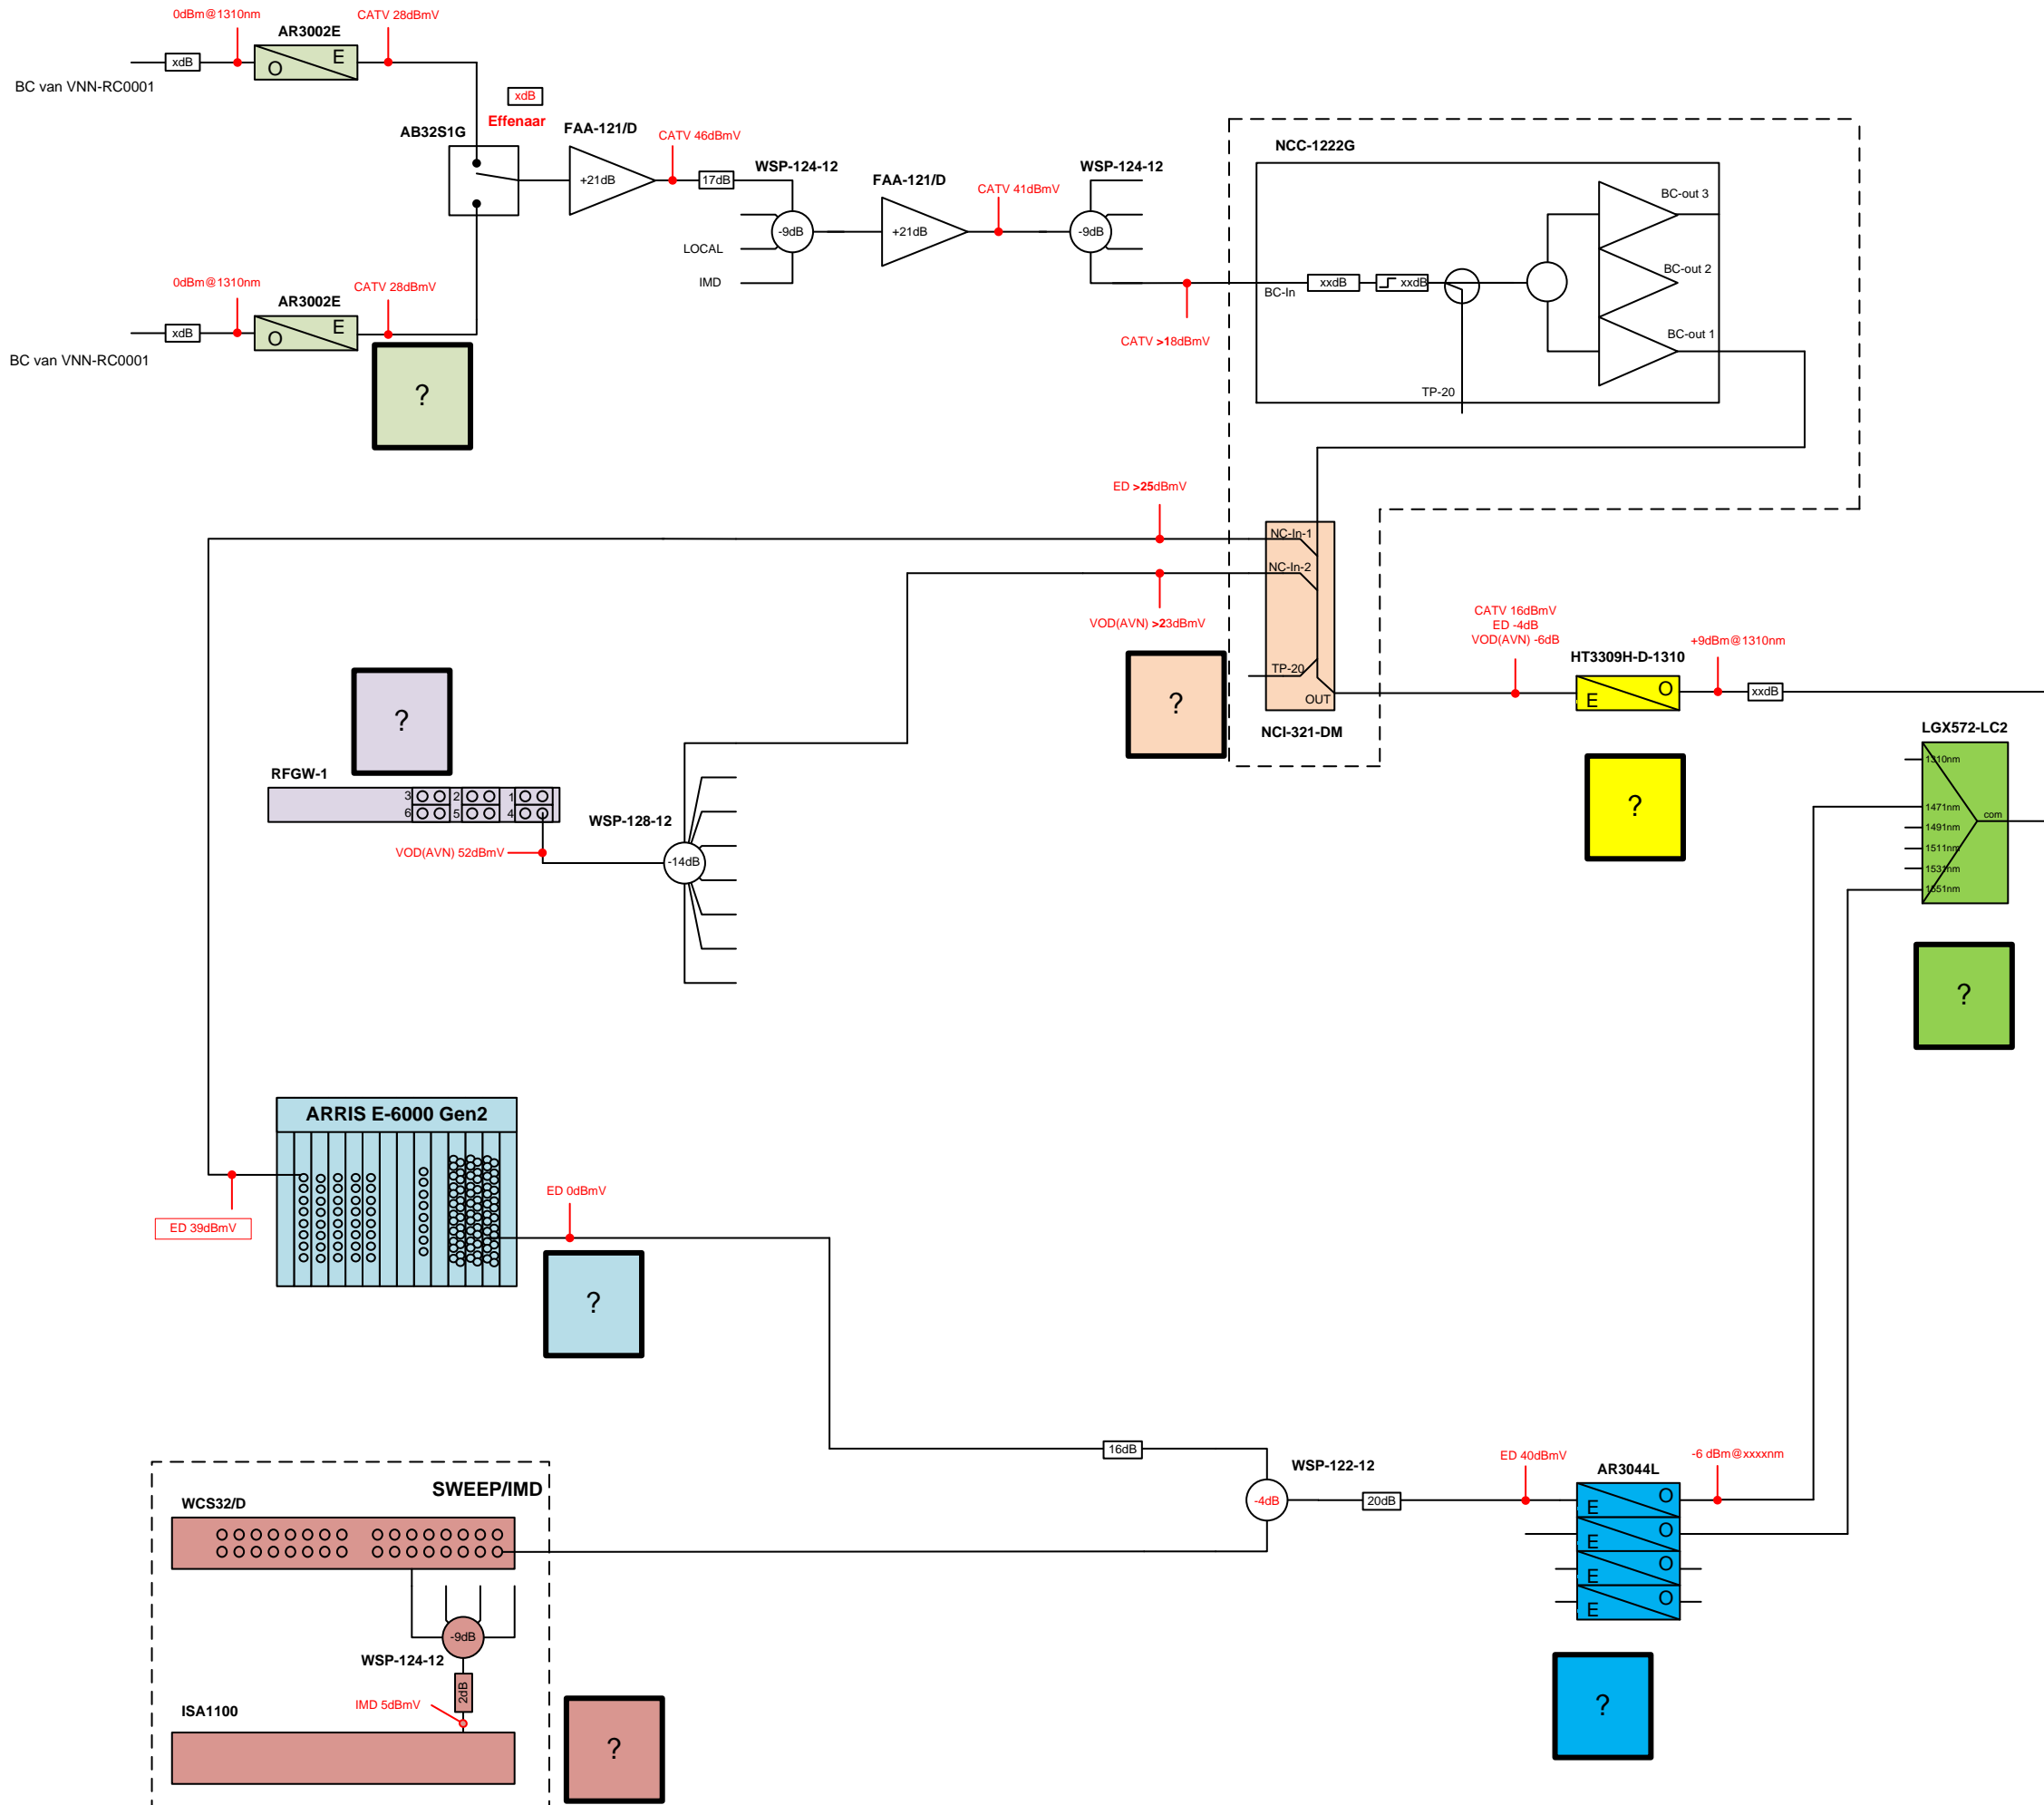 0dBm@1310nm
CATV 28dBmV
AR3002E
xdB
O
E
BC van VNN-RC0001
xdB
Effenaar
AB32S1G
FAA-121/D
+21dB
CATV 46dBmV
17dB
WSP-124-12
-9dB
LOCAL
IMD
FAA-121/D
+21dB
CATV 41dBmV
WSP-124-12
-9dB
CATV >18dBmV
0dBm@1310nm
CATV 28dBmV
AR3002E
xdB
O
E
BC van VNN-RC0001
?
NCC-1222G
BC-In
xxdB
xxdB
TP-20
BC-out 3
BC-out 2
BC-out 1
ED >25dBmV
NC-In-1
NC-In-2
VOD(AVN) >23dBmV
TP-20
OUT
NCI-321-DM
?
CATV 16dBmV
ED -4dB
VOD(AVN) -6dB
HT3309H-D-1310
E
O
+9dBm@1310nm
xxdB
?
LGX572-LC2
1310nm
1471nm
1491nm
1511nm
1531nm
1551nm
com
?
?
RFGW-1
3
2
1
6
5
4
VOD(AVN) 52dBmV
WSP-128-12
-14dB
ARRIS E-6000 Gen2
ED 39dBmV
ED 0dBmV
?
16dB
WSP-122-12
-4dB
20dB
ED 40dBmV
AR3044L
-6 dBm@xxxxnm
E
O
E
O
E
O
E
O
?
SWEEP/IMD
WCS32/D
-9dB
WSP-124-12
2dB
IMD 5dBmV
ISA1100
?